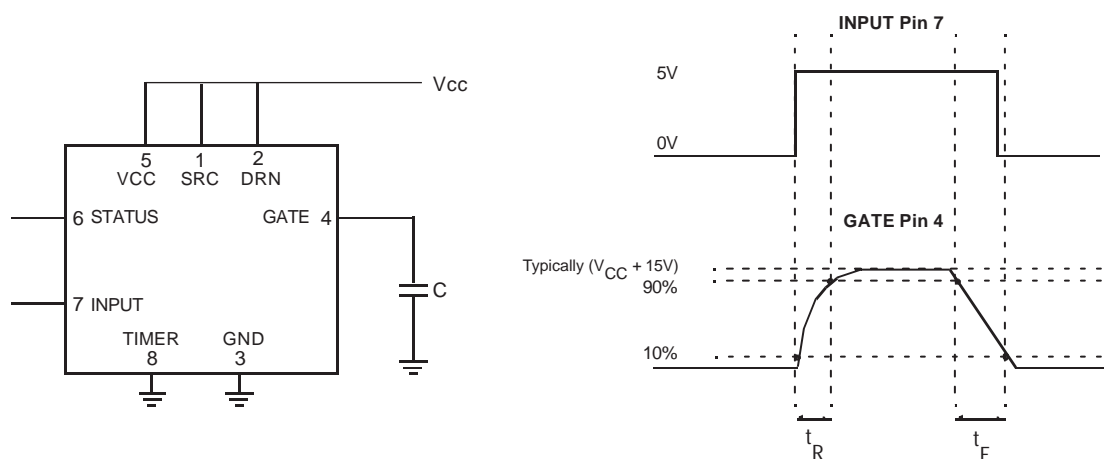 Vcc
5 1 2
VCC SRC DRN
6 STATUS
GATE 4
C
7 INPUT
TIMER GND
8 3
INPUT Pin 7
5V
0V
GATE Pin 4
Typically (VCC + 15V)
90%
10%
tR
tF